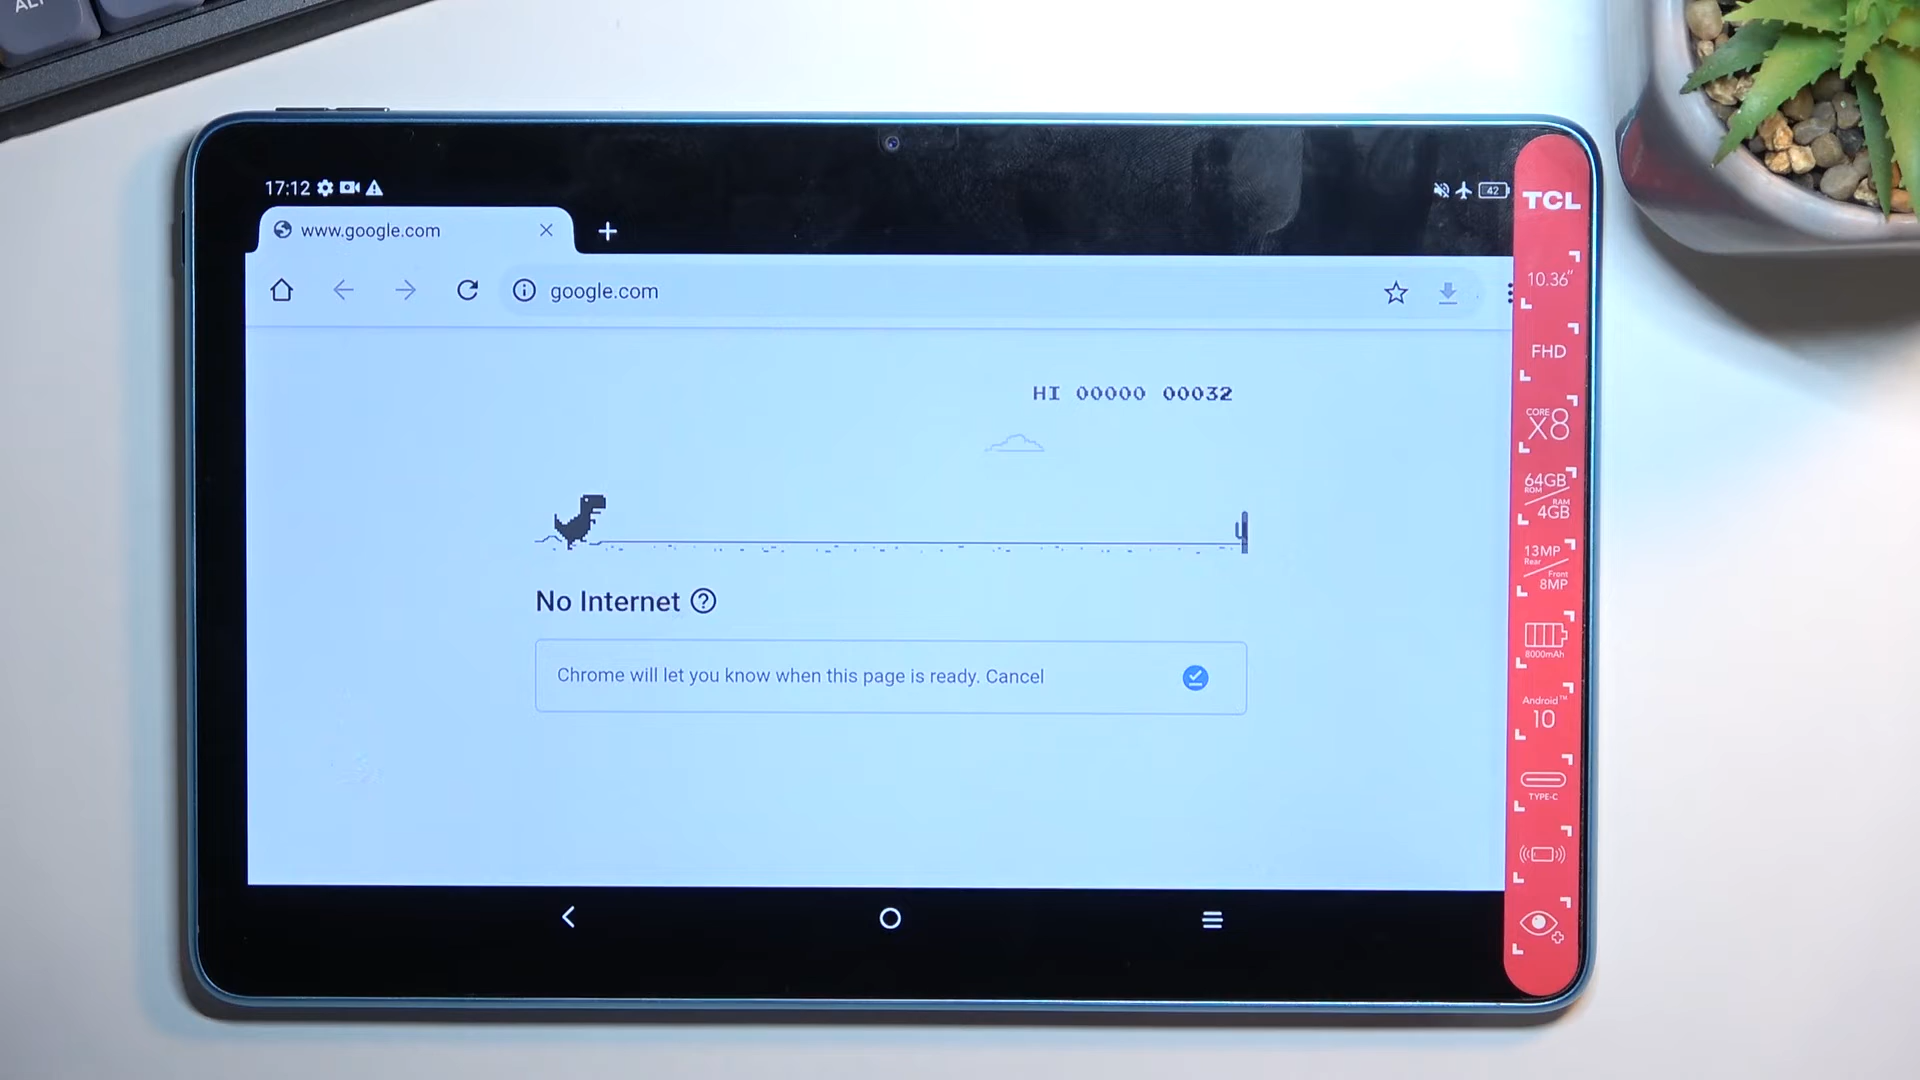 ALT
17:12
42
www.google.com
google.com
HI 00000 00032
No Internet
Chrome will let you know when this page is ready. Cancel
TCL
10.36"
FHD
CORE
X8
64GB
ROM
RAM
4GB
13MP
Rear
Front
8MP
8000mAh
Android™
10
TYPE-C